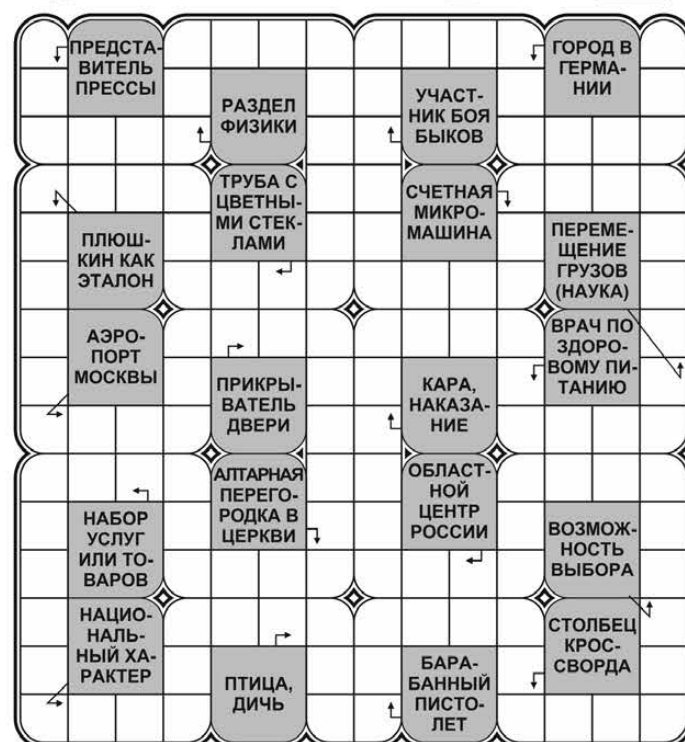 ПРЕДСТА-
ВИТЕЛЬ
ПРЕССЫ
ГОРОД В
ГЕРМА-
НИИ
РАЗДЕЛ
ФИЗИКИ
УЧАСТ-
НИК БОЯ
БЫКОВ
ТРУБА С
ЦВЕТНЫ-
МИ СТЕК-
ЛАМИ
СЧЕТНАЯ
МИКРО-
МАШИНА
ПЛЮШ-
КИН КАК
ЭТАЛОН
ПЕРЕМЕ-
ЩЕНИЕ
ГРУЗОВ
(НАУКА)
АЭРО-
ПОРТ
МОСКВЫ
ВРАЧ ПО
ЗДОРО-
ВОМУ ПИ-
ТАНИЮ
ПРИКРЫ-
ВАТЕЛЬ
ДВЕРИ
КАРА,
НАКАЗА-
НИЕ
АЛТАРНАЯ
ПЕРЕГО-
РОДКА В
ЦЕРКВИ
ОБЛАСТ-
НОЙ
ЦЕНТР
РОССИИ
НАБОР
УСЛУГ
ИЛИ ТО-
ВАРОВ
ВОЗМОЖ-
НОСТЬ
ВЫБОРА
НАЦИО-
НАЛЬ-
НЫЙ ХА-
РАКТЕР
СТОЛБЕЦ
КРОС-
СВОРДА
ПТИЦА,
ДИЧЬ
БАРА-
БАННЫЙ
ПИСТО-
ЛЕТ